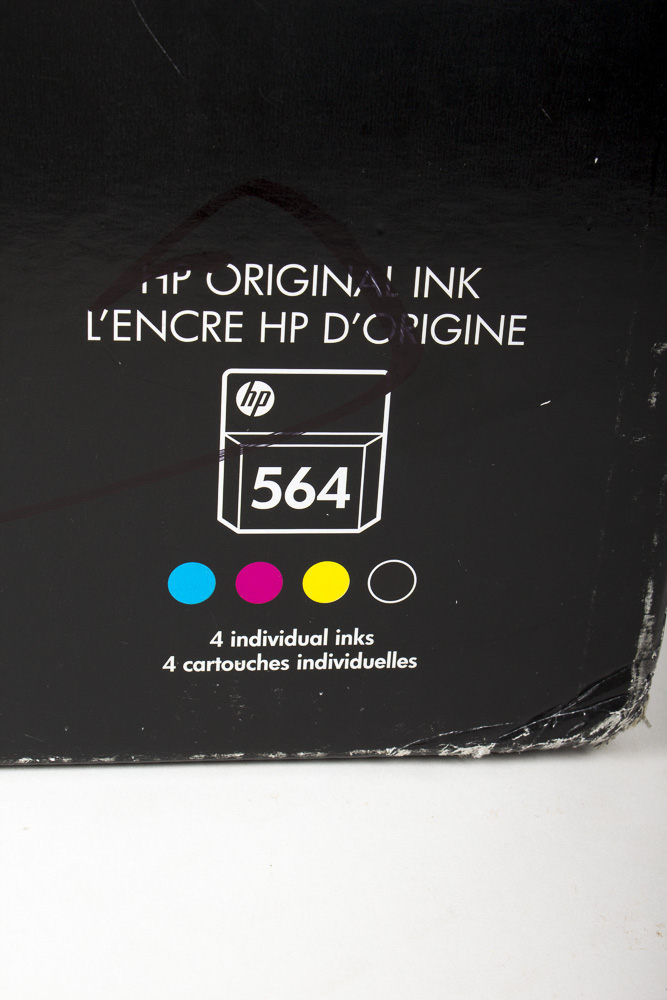 HP ORIGINAL INK
L'ENCRE HP D'ORIGINE
hp
564
4 individual inks
4 cartouches individuelles